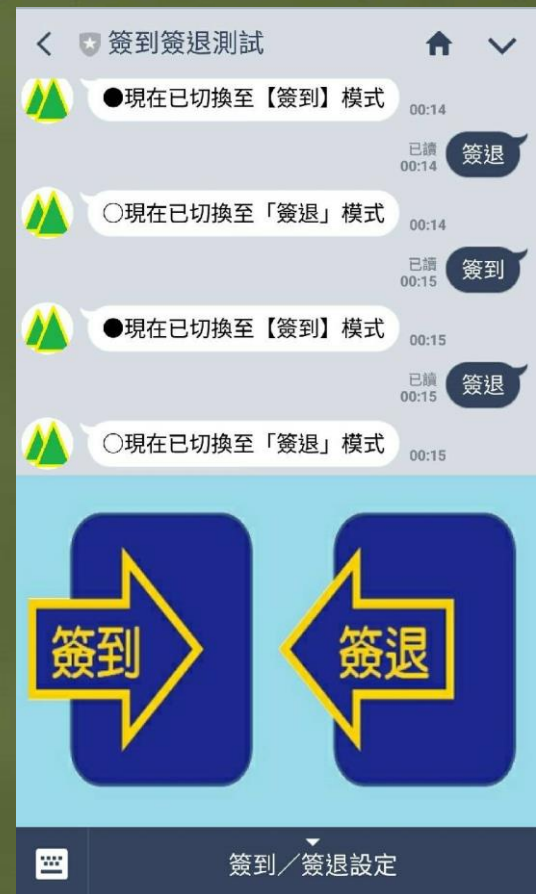 簽到簽退測試
●現在已切換至【簽到】模式
00:14
已讀
00:14
簽退
○現在已切換至「簽退」模式
00:14
已讀
00:15
簽到
●現在已切換至【簽到】模式
00:15
已讀
00:15
簽退
○現在已切換至「簽退」模式
00:15
簽到
簽退
簽到／簽退設定